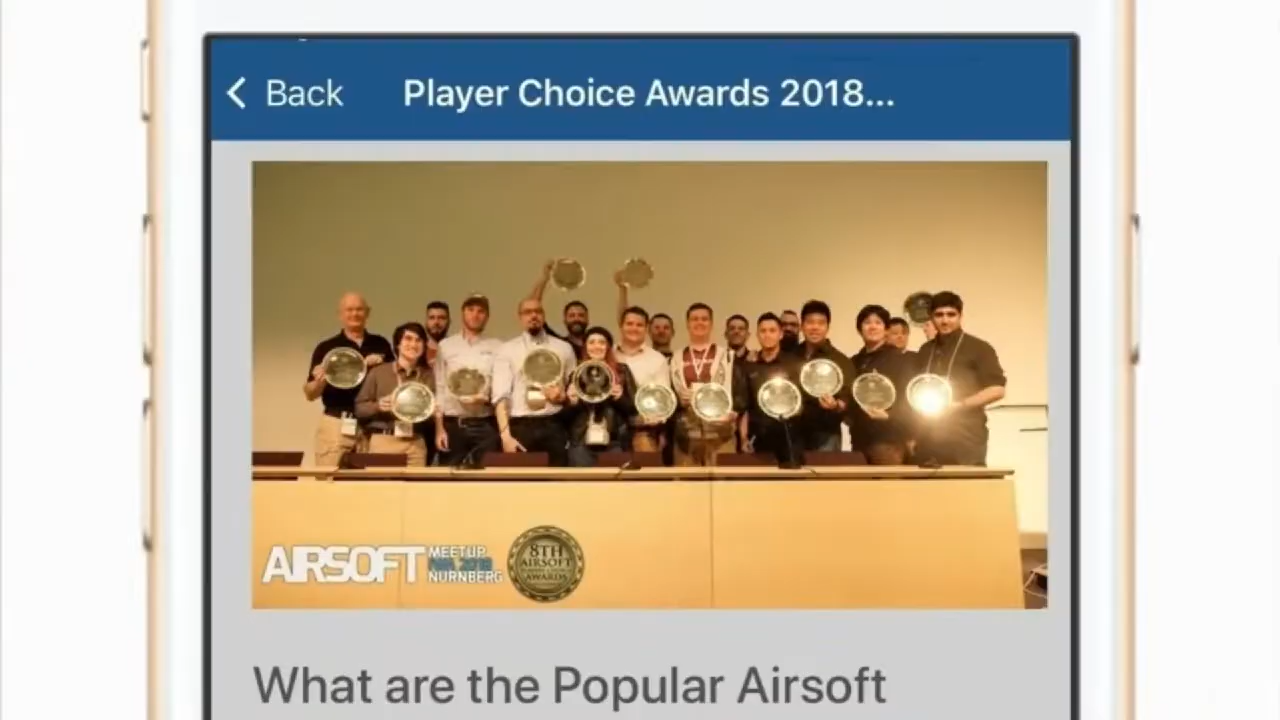 Back
Player Choice Awards 2018...
AIRSOFT
MEETUP
NURNBERG
8TH
AIRSOFT
AWARDS
What are the Popular Airsoft